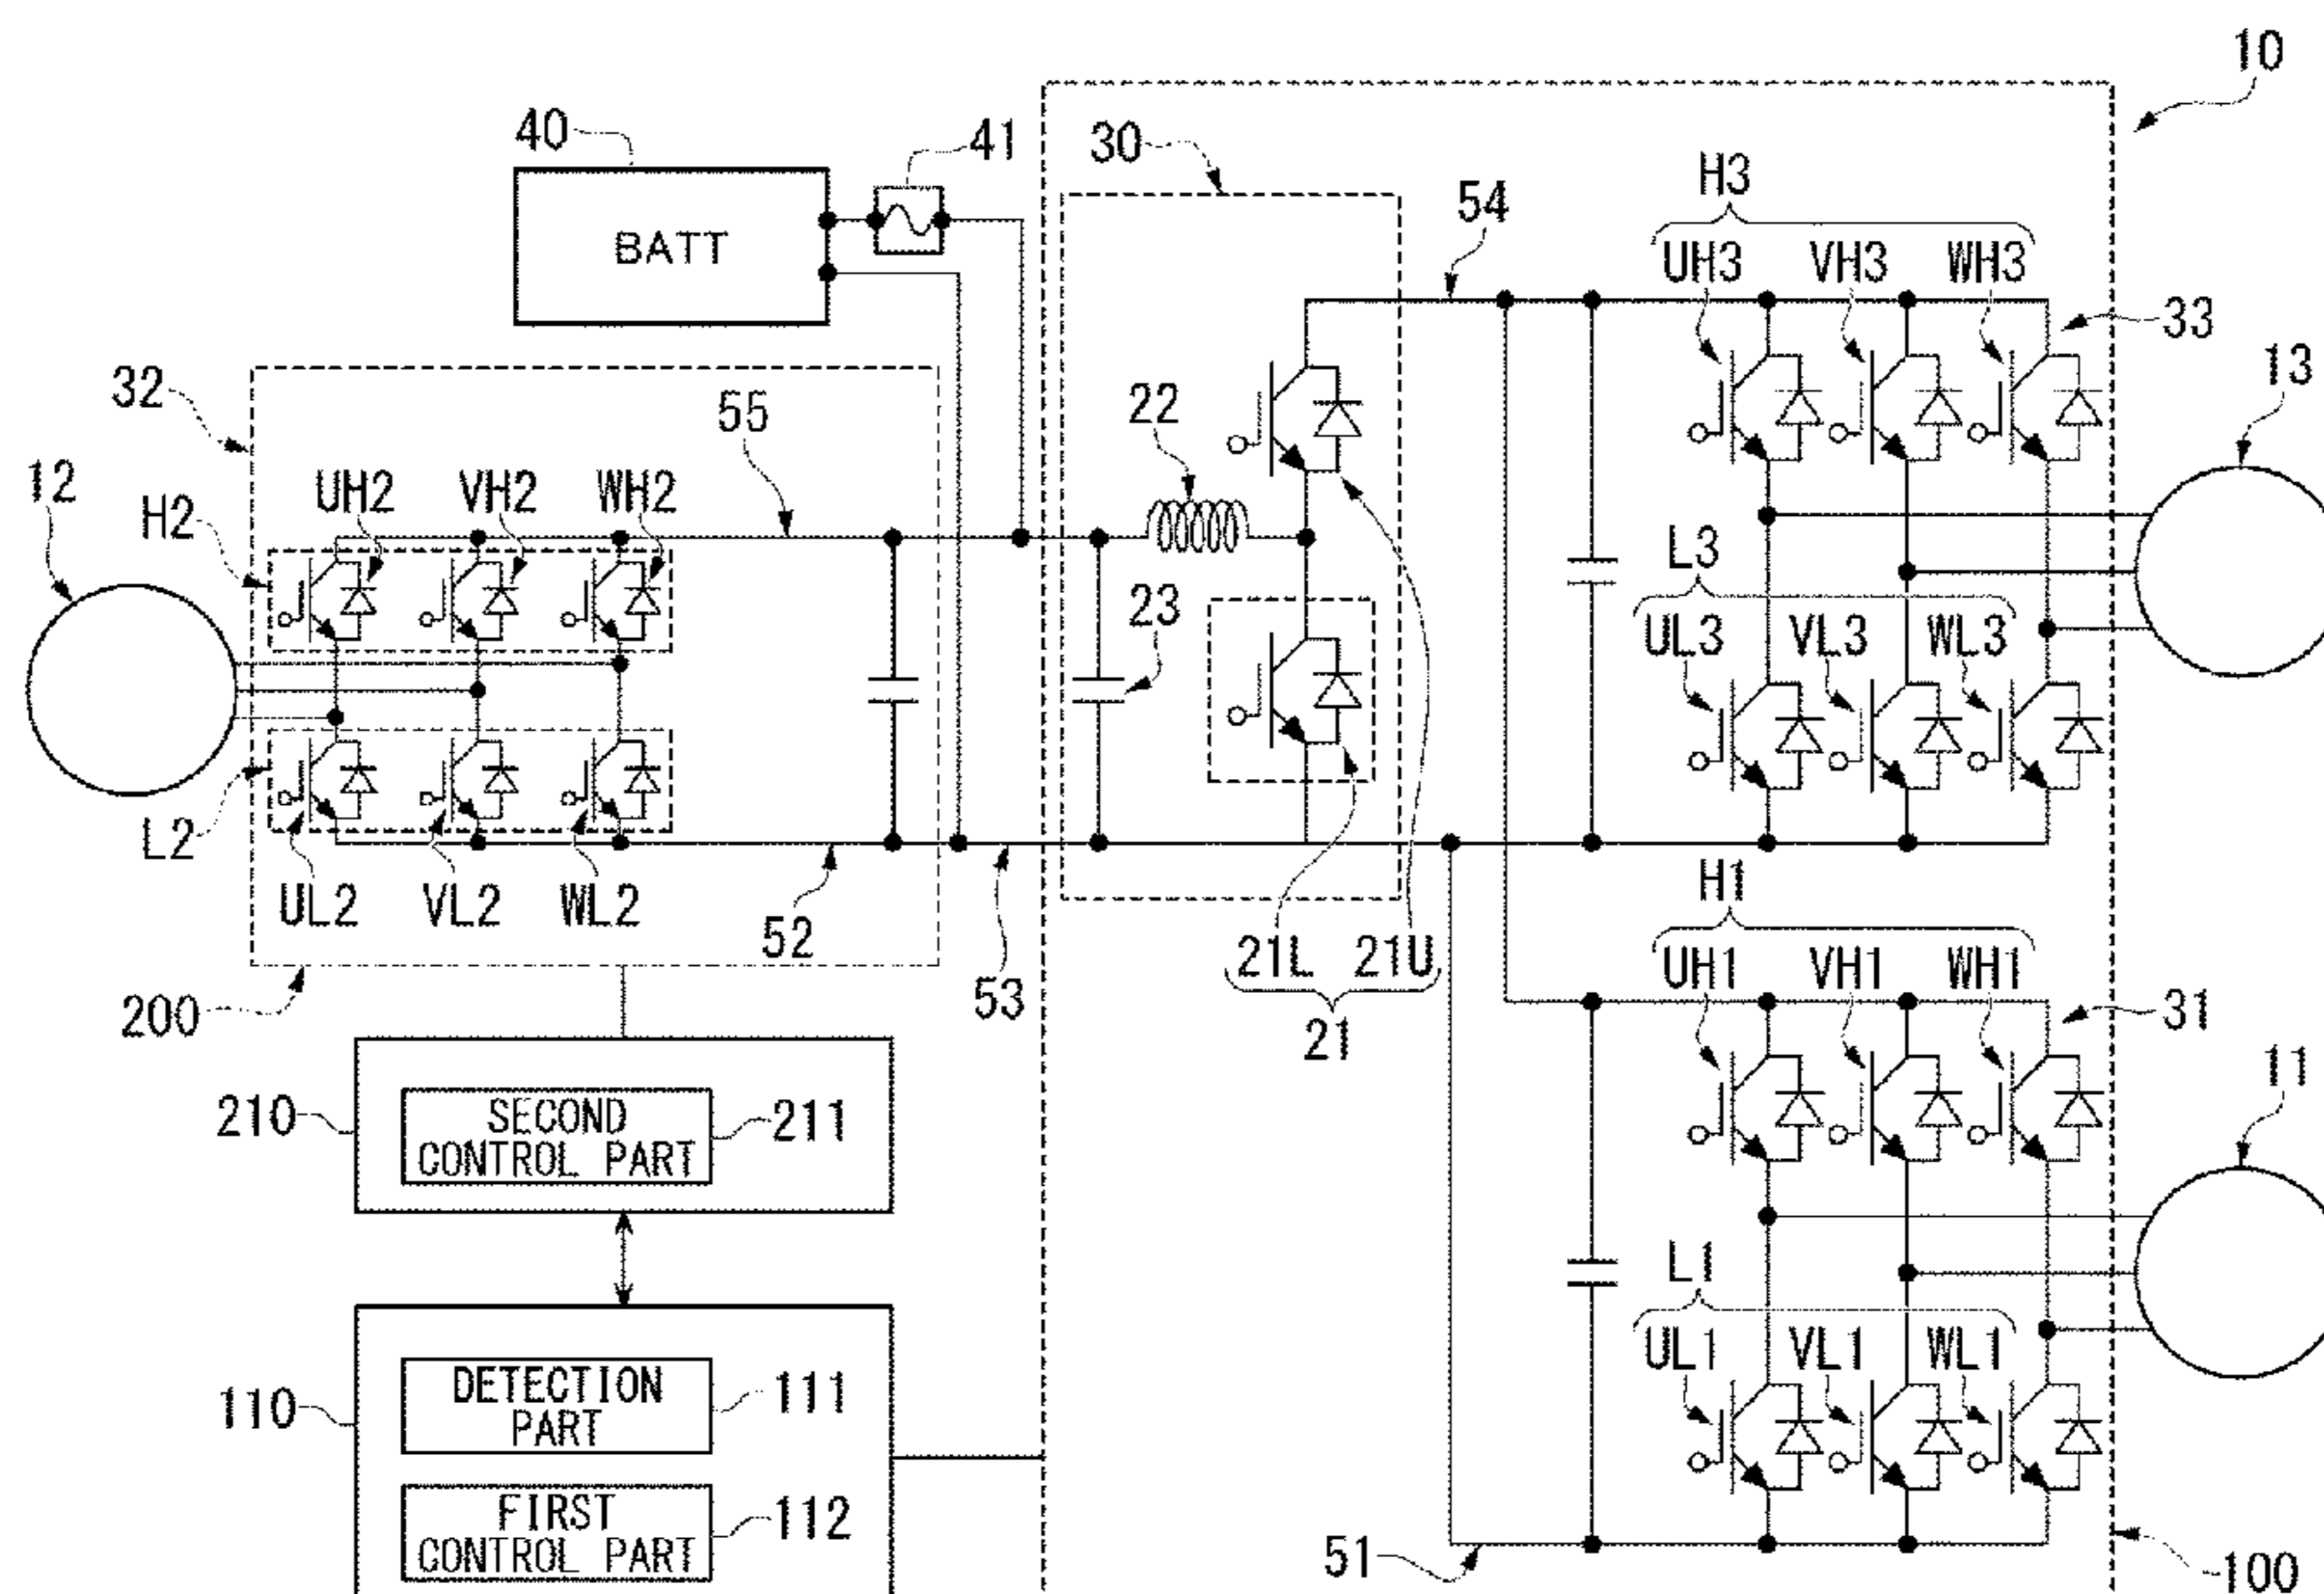 10
40
41
30
H3
54
BATT
UH3 VH3 WH3
33
32
55
22
13
12
H2
UH2 VH2 WH2
L3
23
UL3 VL3 WL3
L2
UL2 VL2 WL2
52
53
H1
21L 21U
UH1 VH1 WH1
200
21
31
11
210
SECOND
CONTROL PART
211
L1
UL1 VL1 WL1
110
DETECTION
PART
111
FIRST
CONTROL PART
112
51
100